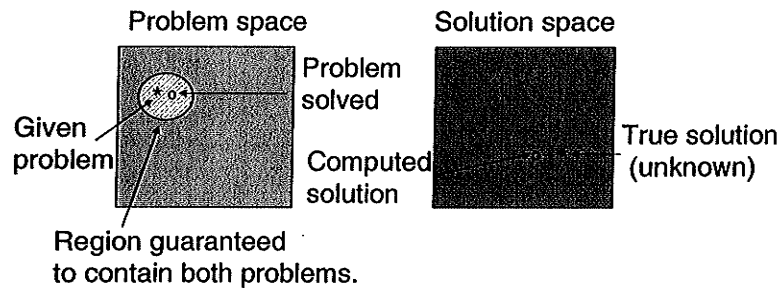 Problem space
Solution space
Problem
solved
Given
problem
Computed
solution
True solution
(unknown)
Region guaranteed
to contain both problems.